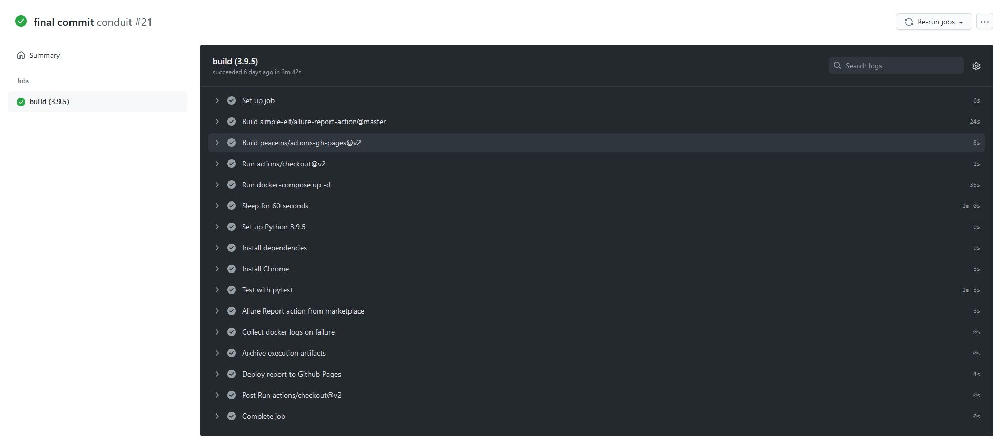 final commit conduit #21
Re-run jobs
Summary
Jobs
build (3.9.5)
build (3.9.5)
succeeded 6 days ago in 3m 42s
Search logs
Set up job 6s
Build simple-elf/allure-report-action@master 24s
Build peaceiris/actions-gh-pages@v2 5s
Run actions/checkout@v2 1s
Run docker-compose up -d 35s
Sleep for 60 seconds 1m 0s
Set up Python 3.9.5 9s
Install dependencies 9s
Install Chrome 3s
Test with pytest 1m 3s
Allure Report action from marketplace 3s
Collect docker logs on failure 0s
Archive execution artifacts 0s
Deploy report to Github Pages 4s
Post Run actions/checkout@v2 0s
Complete job 0s